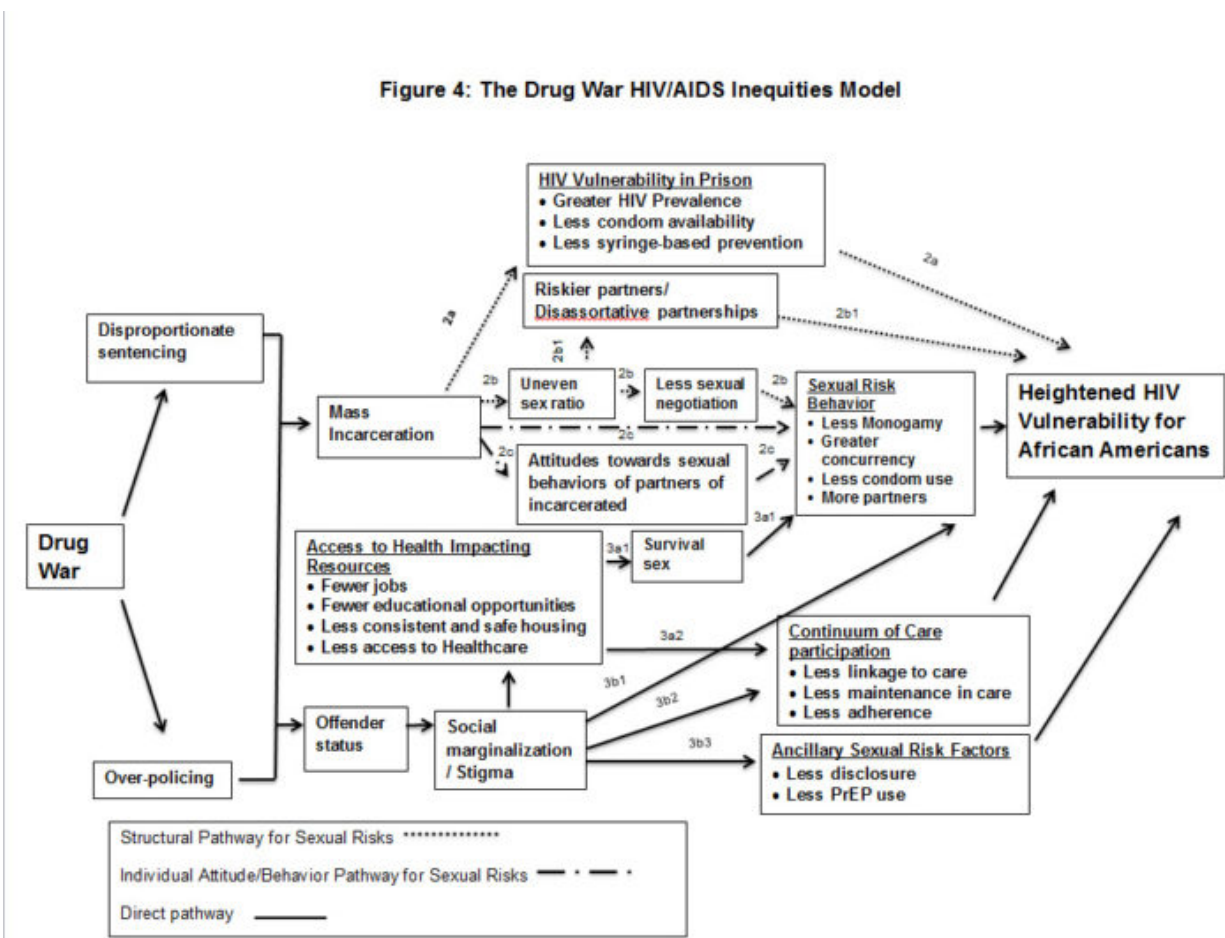 Figure 4: The Drug War HIV/AIDS Inequities Model
HIV Vulnerability in Prison
• Greater HIV Prevalence
• Less condom availability
• Less syringe-based prevention
2a
2a
Riskier partners/
Disassortative partnerships
2b1
2b1
Disproportionate
sentencing
Mass
Incarceration
2b
Uneven
sex ratio
2b
Less sexual
negotiation
2b
2c
2c
Attitudes towards sexual
behaviors of partners of
incarcerated
2c
Sexual Risk
Behavior
• Less Monogamy
• Greater
concurrency
• Less condom use
• More partners
Heightened HIV
Vulnerability for
African Americans
Drug
War
Access to Health Impacting
Resources
• Fewer jobs
• Fewer educational opportunities
• Less consistent and safe housing
• Less access to Healthcare
3a1
Survival
sex
3a1
3a2
Continuum of Care
participation
• Less linkage to care
• Less maintenance in care
• Less adherence
3b1
3b2
3b3
Over-policing
Offender
status
Social
marginalization
/ Stigma
Ancillary Sexual Risk Factors
• Less disclosure
• Less PrEP use
Structural Pathway for Sexual Risks **************
Individual Attitude/Behavior Pathway for Sexual Risks
Direct pathway